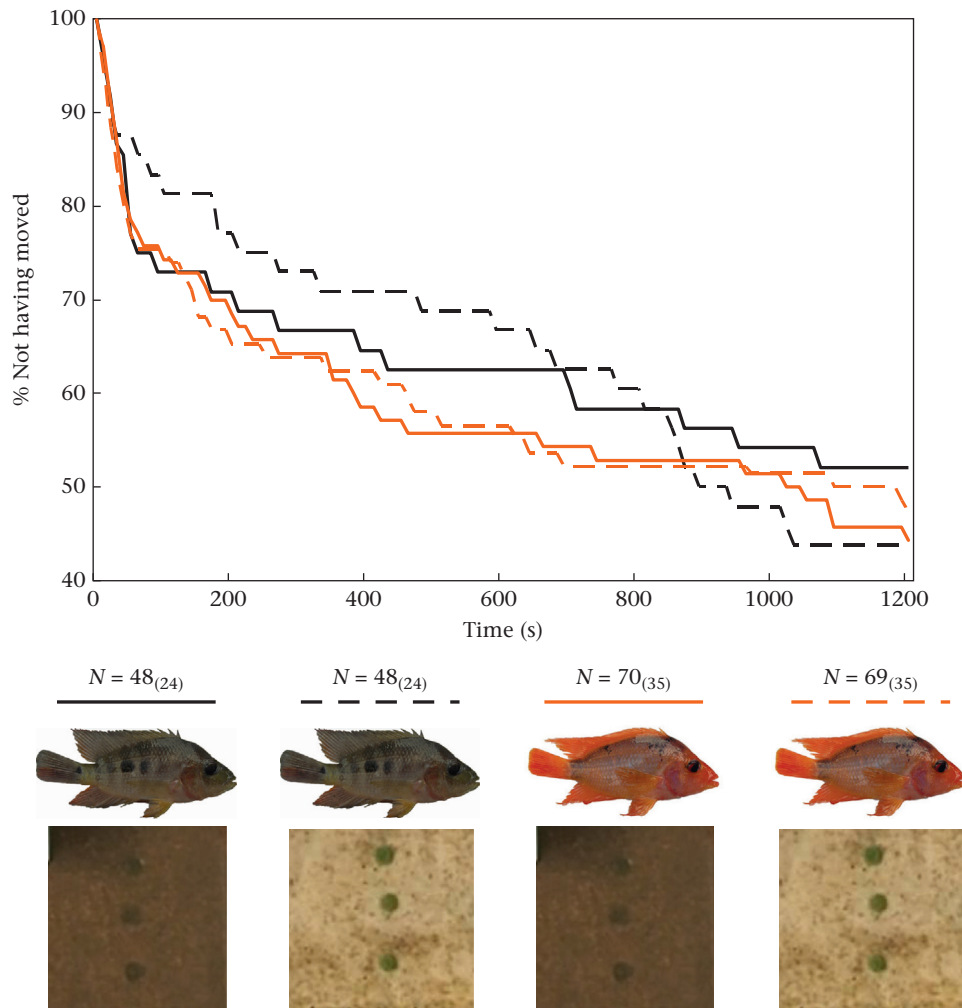 100
90
80
70
60
50
40
% Not having moved
0 200 400 600 800 1000 1200
Time (s)
N = 48(24) N = 48(24) N = 70(35) N = 69(35)